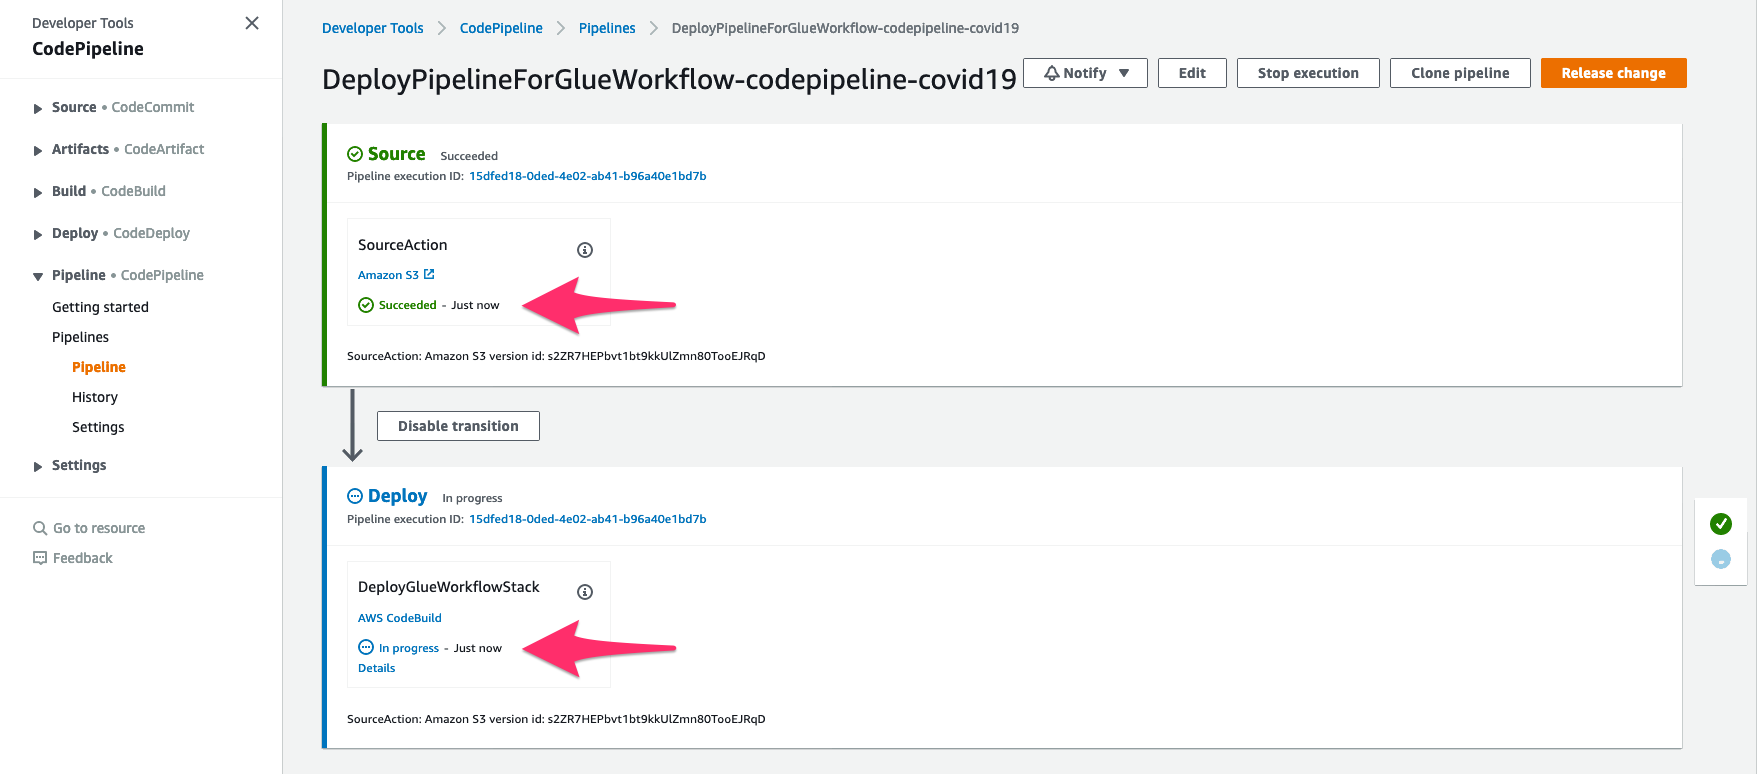 Developer Tools
CodePipeline
Source • CodeCommit
Artifacts • CodeArtifact
Build • CodeBuild
Deploy • CodeDeploy
Pipeline • CodePipeline
Getting started
Pipelines
Pipeline
History
Settings
Settings
Go to resource
Feedback
Developer Tools > CodePipeline > Pipelines > DeployPipelineForGlueWorkflow-codepipeline-covid19
DeployPipelineForGlueWorkflow-codepipeline-covid19
Notify Edit Stop execution Clone pipeline Release change
Source Succeeded
Pipeline execution ID: 15dfed18-0ded-4e02-ab41-b96a40e1bd7b
SourceAction
Amazon S3
Succeeded - Just now
SourceAction: Amazon S3 version id: s2ZR7HEPbvt1bt9kkUlZmn80TooEJRqD
Disable transition
Deploy In progress
Pipeline execution ID: 15dfed18-0ded-4e02-ab41-b96a40e1bd7b
DeployGlueWorkflowStack
AWS CodeBuild
In progress - Just now
Details
SourceAction: Amazon S3 version id: s2ZR7HEPbvt1bt9kkUlZmn80TooEJRqD